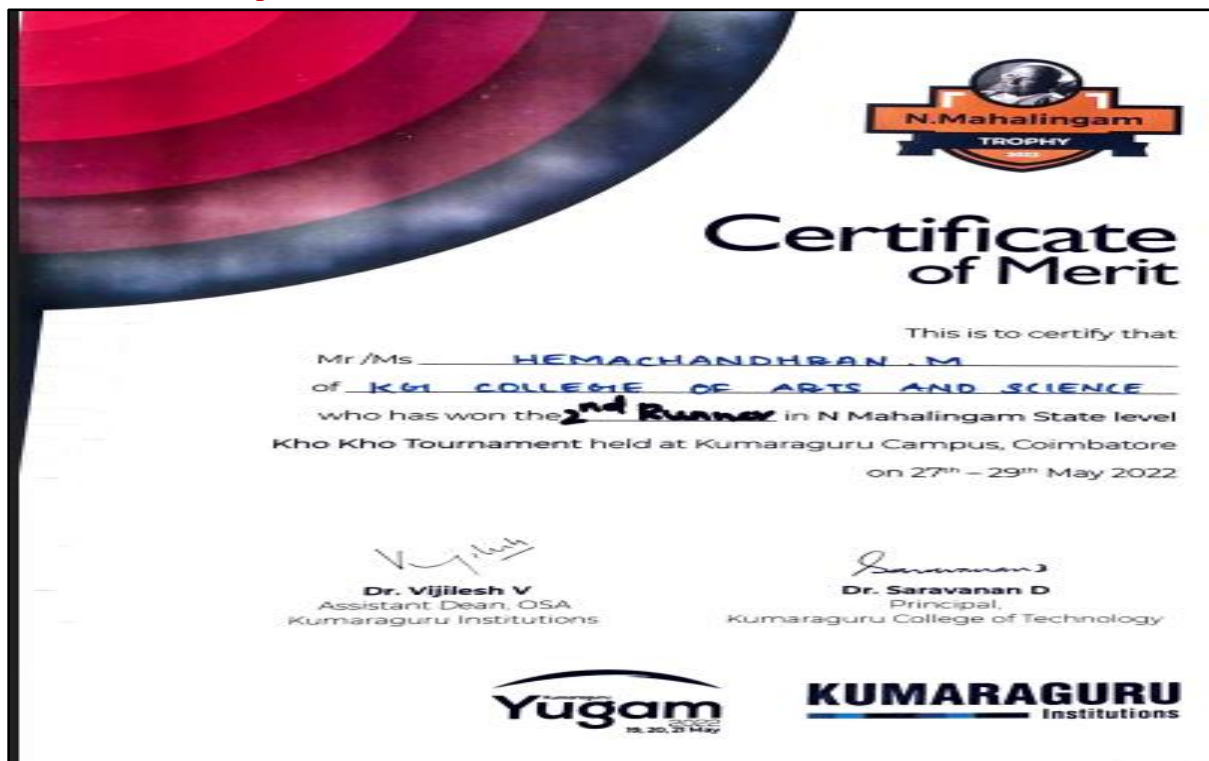 N.Mahalingam
TROPHY
2022
Certificate
of Merit
This is to certify that
Mr /Ms HEMACHANDHRAN . M
of KG COLLEGE OF ARTS AND SCIENCE
who has won the 2nd Runner in N Mahalingam State level
Kho Kho Tournament held at Kumaraguru Campus, Coimbatore
on 27th – 29th May 2022
Dr. Vijilesh V
Assistant Dean, OSA
Kumaraguru Institutions
Dr. Saravanan D
Principal,
Kumaraguru College of Technology
Kumaraguru
Yugam
2022
19, 20, 21 May
KUMARAGURU
Institutions